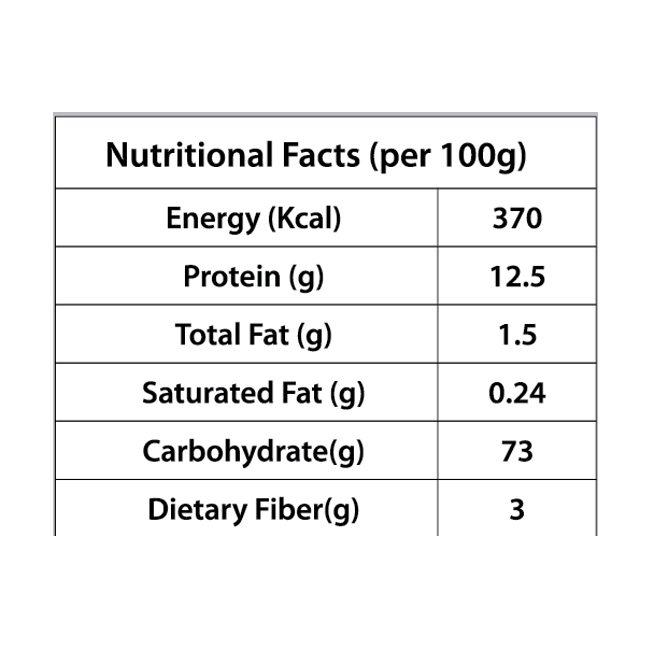 Nutritional Facts (per 100g)
Energy (Kcal) 370
Protein (g) 12.5
Total Fat (g) 1.5
Saturated Fat (g) 0.24
Carbohydrate(g) 73
Dietary Fiber(g) 3